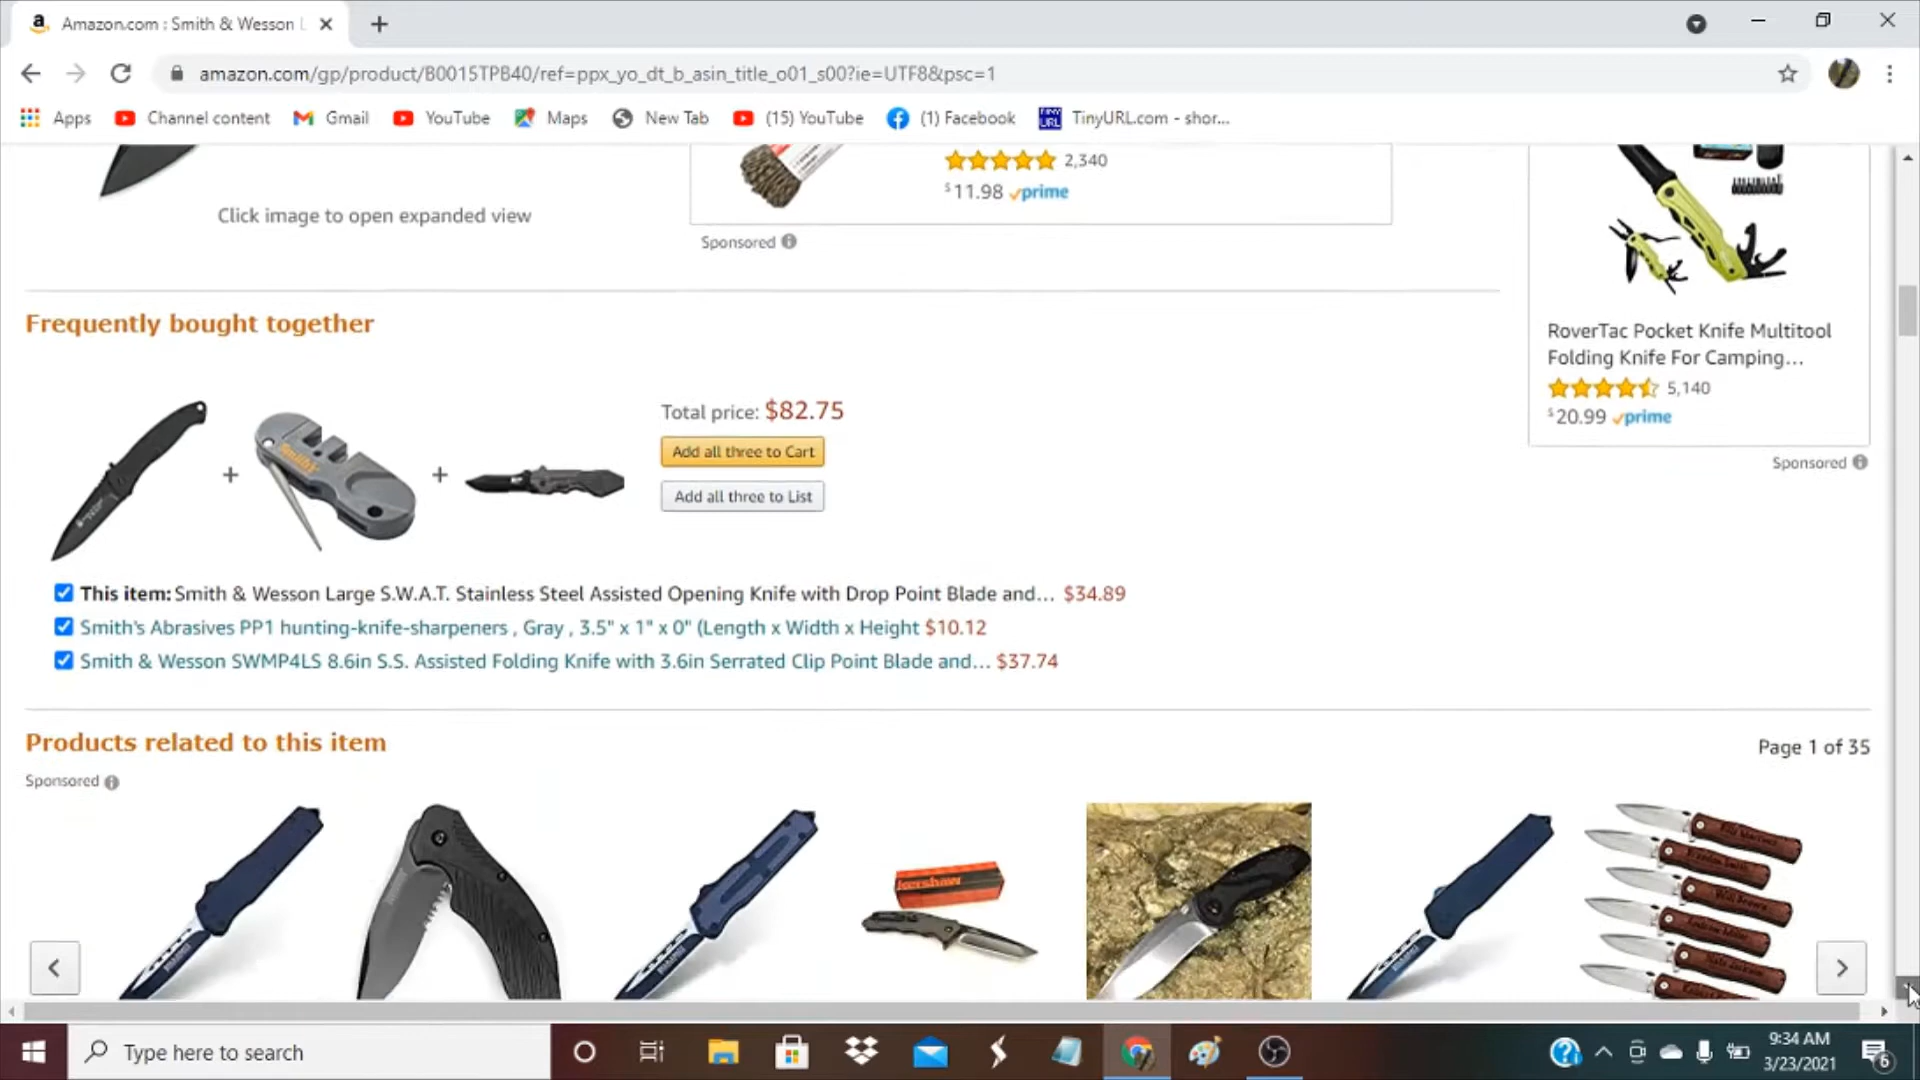 Amazon.com : Smith & Wesson L
amazon.com/gp/product/B0015TPB40/ref=ppx_yo_dt_b_asin_title_o01_s00?ie=UTF8&psc=1
Apps Channel content Gmail YouTube Maps New Tab (15) YouTube (1) Facebook TINY URL TinyURL.com - shor...
2,340
$11.98 prime
Click image to open expanded view
Sponsored
RoverTac Pocket Knife Multitool
Folding Knife For Camping...
5,140
$20.99 prime
Sponsored
Frequently bought together
Smith's
+ +
Total price: $82.75
Add all three to Cart
Add all three to List
This item: Smith & Wesson Large S.W.A.T. Stainless Steel Assisted Opening Knife with Drop Point Blade and... $34.89
Smith's Abrasives PP1 hunting-knife-sharpeners , Gray , 3.5" x 1" x 0" (Length x Width x Height $10.12
Smith & Wesson SWMP4LS 8.6in S.S. Assisted Folding Knife with 3.6in Serrated Clip Point Blade and... $37.74
Products related to this item
Page 1 of 35
Sponsored
kershaw
Type here to search
9:34 AM
3/23/2021
6